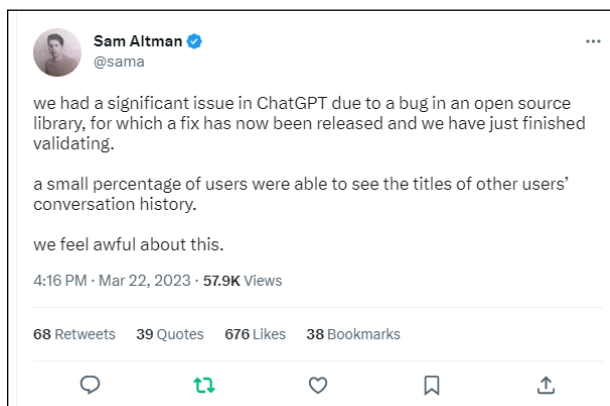 Sam Altman
@sama
we had a significant issue in ChatGPT due to a bug in an open source
library, for which a fix has now been released and we have just finished
validating.
a small percentage of users were able to see the titles of other users’
conversation history.
we feel awful about this.
4:16 PM · Mar 22, 2023 · 57.9K Views
68 Retweets 39 Quotes 676 Likes 38 Bookmarks